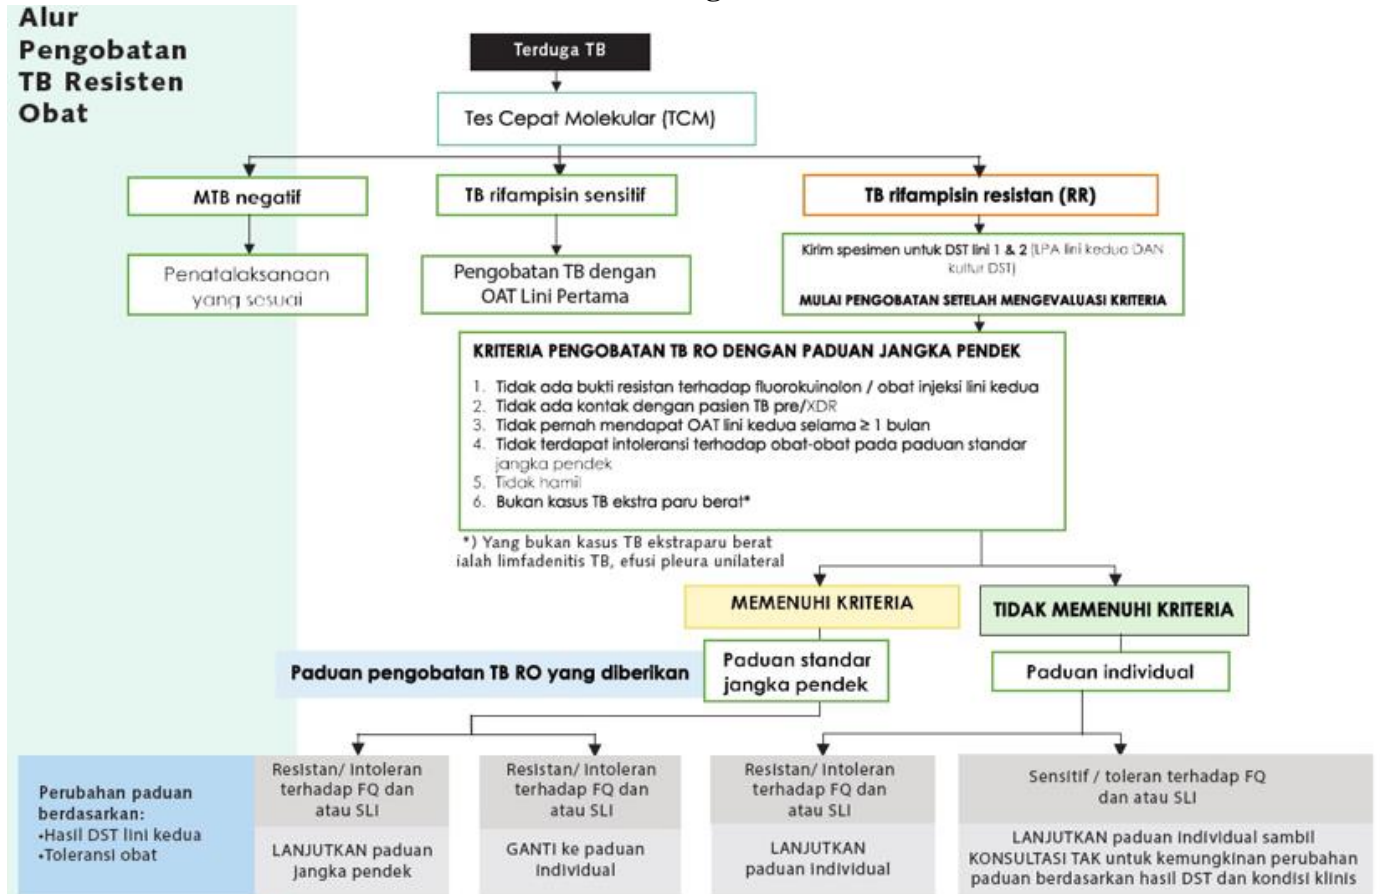 Alur
Pengobatan
TB Resisten
Obat
Terduga TB
Tes Cepat Molekular (TCM)
MTB negatif
TB rifampisin sensitif
TB rifampisin resistan (RR)
Penatalaksanaan
yang sesuai
Pengobatan TB dengan
OAT Lini Pertama
Kirim spesimen untuk DST lini 1 & 2 (LPA lini kedua DAN
kultur DST)
MULAI PENGOBATAN SETELAH MENGEVALUASI KRITERIA
KRITERIA PENGOBATAN TB RO DENGAN PADUAN JANGKA PENDEK
1. Tidak ada bukti resistan terhadap fluorokuinolon / obat injeksi lini kedua
2. Tidak ada kontak dengan pasien TB pre/XDR
3. Tidak pernah mendapat OAT lini kedua selama ≥ 1 bulan
4. Tidak terdapat intoleransi terhadap obat-obat pada paduan standar
jangka pendek
5. Tidak hamil
6. Bukan kasus TB ekstra paru berat*
*) Yang bukan kasus TB ekstraparu berat
ialah limfadenitis TB, efusi pleura unilateral
MEMENUHI KRITERIA
TIDAK MEMENUHI KRITERIA
Paduan pengobatan TB RO yang diberikan
Paduan standar
jangka pendek
Paduan individual
Perubahan paduan
berdasarkan:
•Hasil DST lini kedua
•Toleransi obat
Resistan/ Intoleran
terhadap FQ dan
atau SLI
LANJUTKAN paduan
jangka pendek
Resistan/ Intoleran
terhadap FQ dan
atau SLI
GANTI ke paduan
Individual
Resistan/ Intoleran
terhadap FQ dan
atau SLI
LANJUTKAN
paduan Individual
Sensitif / toleran terhadap FQ
dan atau SLI
LANJUTKAN paduan Individual sambil
KONSULTASI TAK untuk kemungkinan perubahan
paduan berdasarkan hasil DST dan kondisi klinis